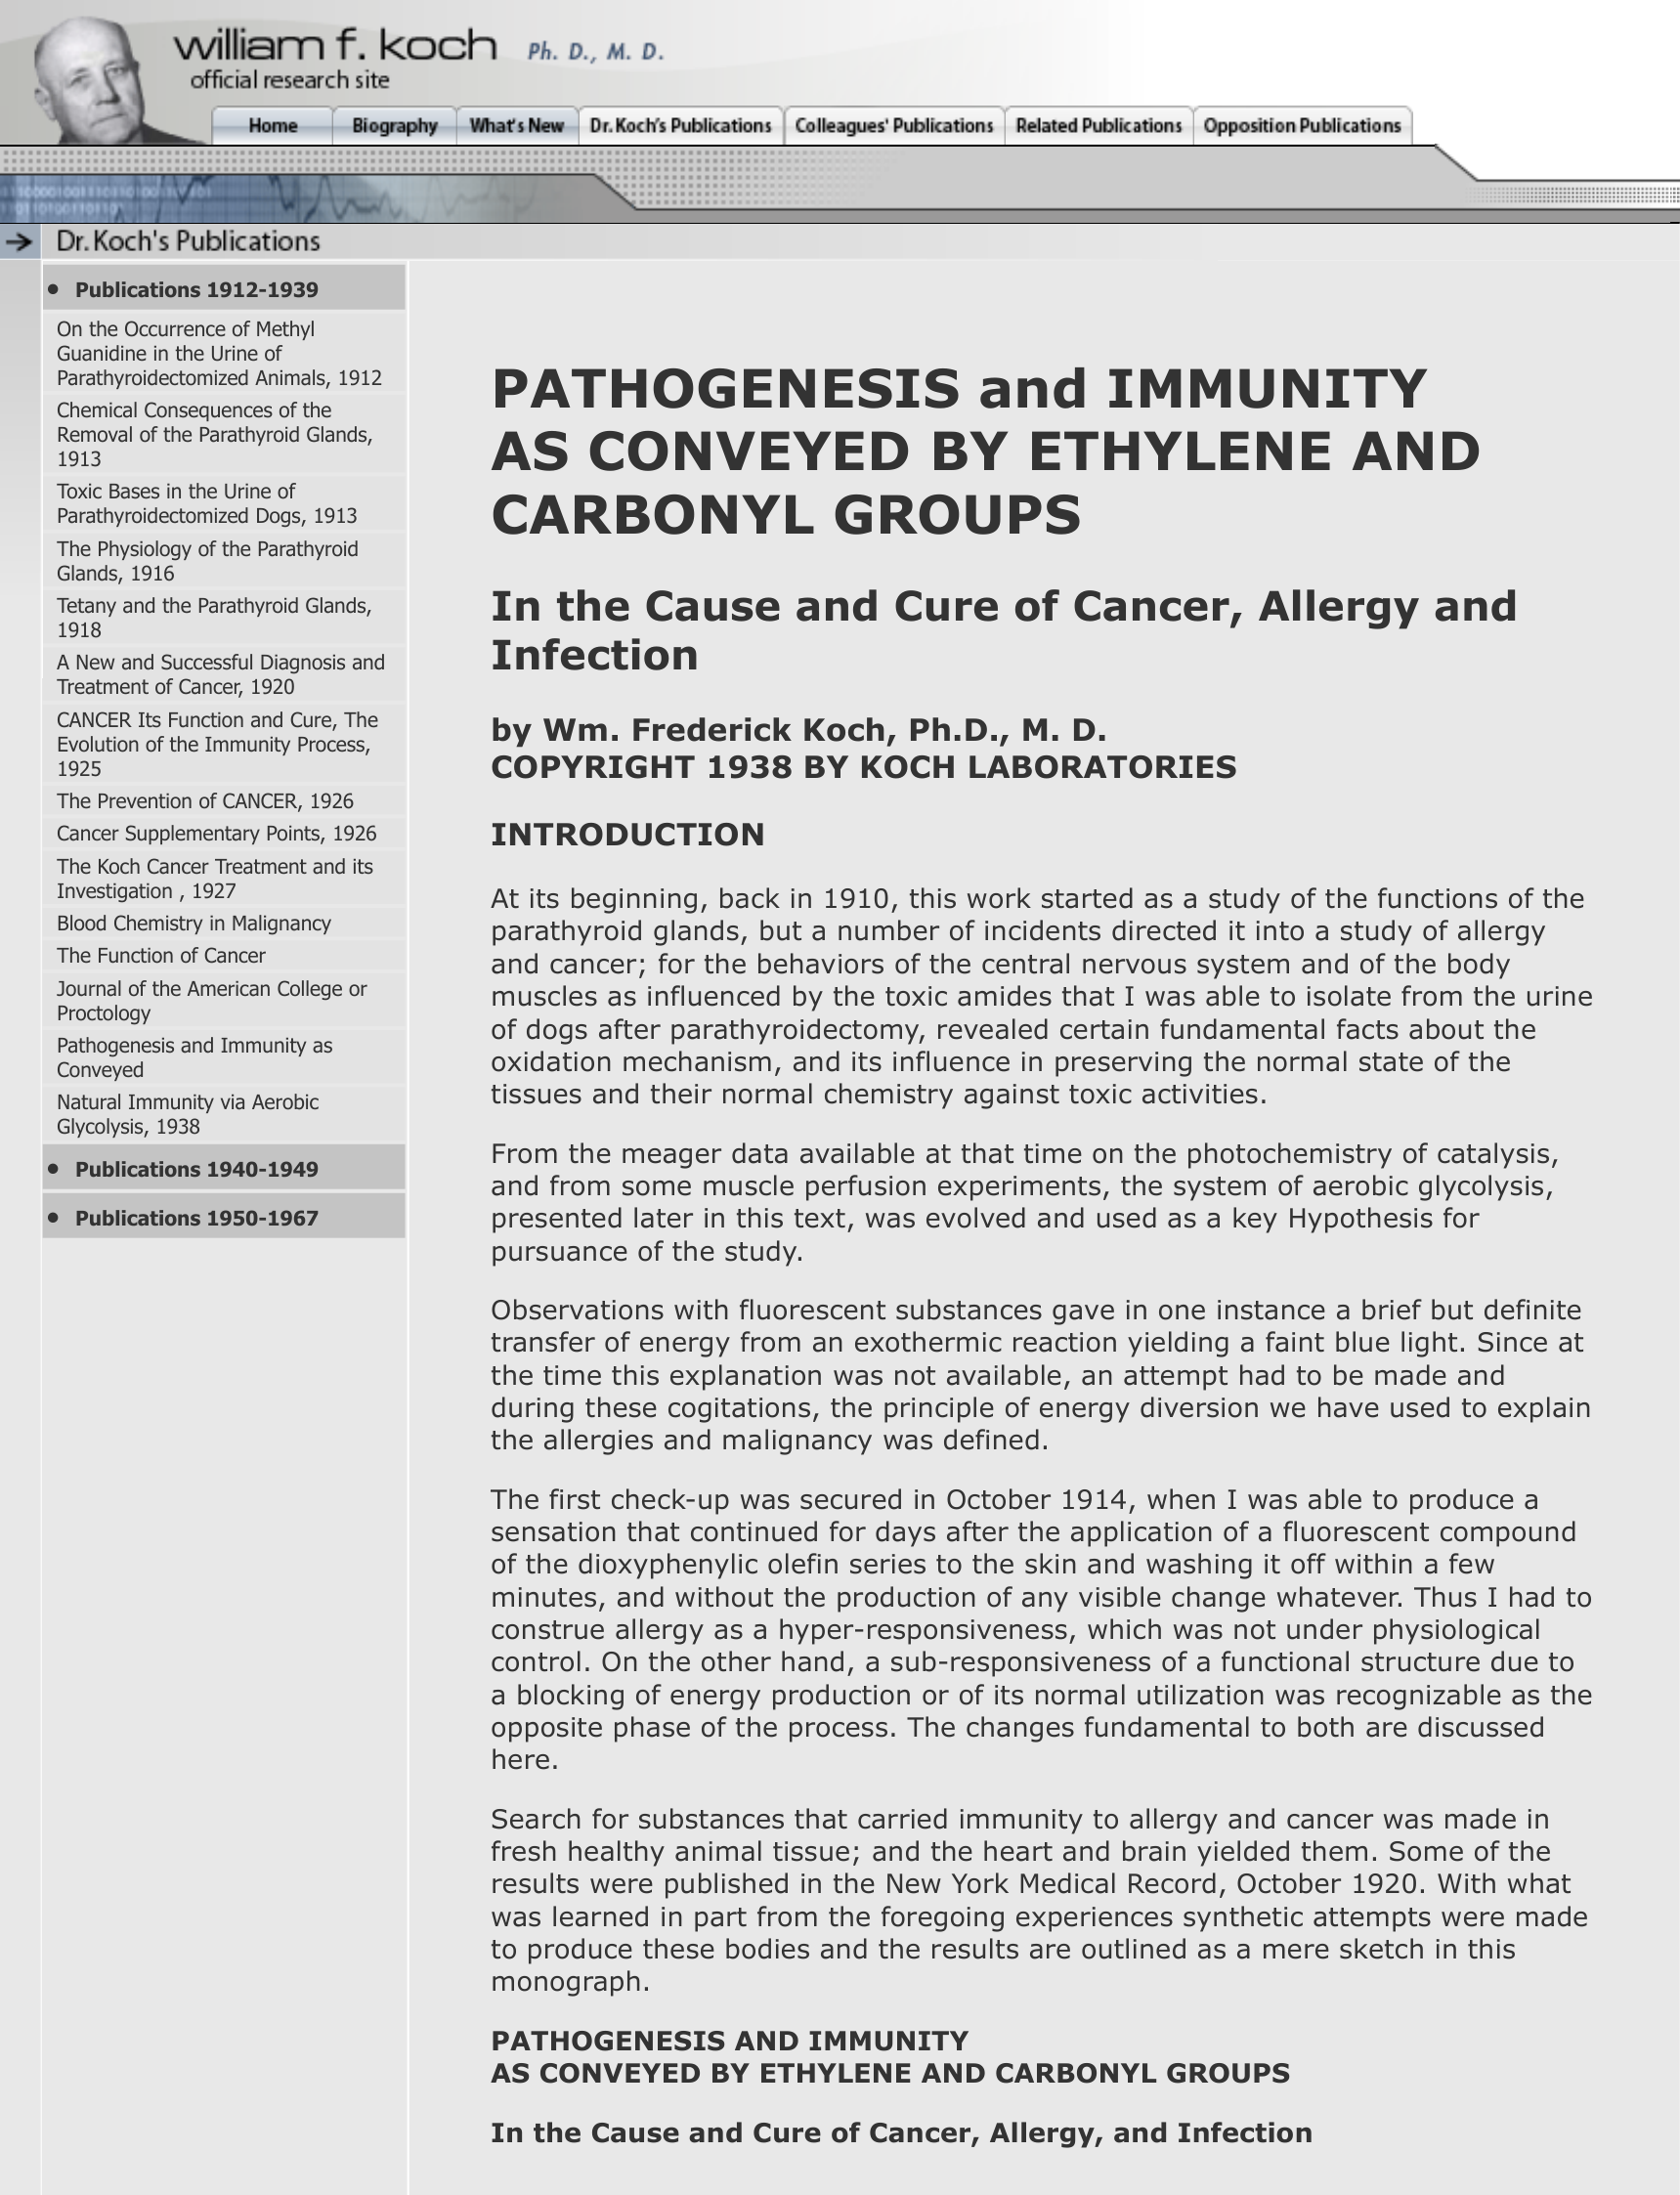 william f. koch Ph. D., M. D.
official research site
Home Biography What's New Dr. Koch's Publications Colleagues' Publications Related Publications Opposition Publications
Dr. Koch's Publications
• Publications 1912-1939
On the Occurrence of Methyl
Guanidine in the Urine of
Parathyroidectomized Animals, 1912
Chemical Consequences of the
Removal of the Parathyroid Glands,
1913
Toxic Bases in the Urine of
Parathyroidectomized Dogs, 1913
The Physiology of the Parathyroid
Glands, 1916
Tetany and the Parathyroid Glands,
1918
A New and Successful Diagnosis and
Treatment of Cancer, 1920
CANCER Its Function and Cure, The
Evolution of the Immunity Process,
1925
The Prevention of CANCER, 1926
Cancer Supplementary Points, 1926
The Koch Cancer Treatment and its
Investigation , 1927
Blood Chemistry in Malignancy
The Function of Cancer
Journal of the American College or
Proctology
Pathogenesis and Immunity as
Conveyed
Natural Immunity via Aerobic
Glycolysis, 1938
• Publications 1940-1949
• Publications 1950-1967
PATHOGENESIS and IMMUNITY
AS CONVEYED BY ETHYLENE AND
CARBONYL GROUPS
In the Cause and Cure of Cancer, Allergy and
Infection
by Wm. Frederick Koch, Ph.D., M. D.
COPYRIGHT 1938 BY KOCH LABORATORIES
INTRODUCTION
At its beginning, back in 1910, this work started as a study of the functions of the
parathyroid glands, but a number of incidents directed it into a study of allergy
and cancer; for the behaviors of the central nervous system and of the body
muscles as influenced by the toxic amides that I was able to isolate from the urine
of dogs after parathyroidectomy, revealed certain fundamental facts about the
oxidation mechanism, and its influence in preserving the normal state of the
tissues and their normal chemistry against toxic activities.
From the meager data available at that time on the photochemistry of catalysis,
and from some muscle perfusion experiments, the system of aerobic glycolysis,
presented later in this text, was evolved and used as a key Hypothesis for
pursuance of the study.
Observations with fluorescent substances gave in one instance a brief but definite
transfer of energy from an exothermic reaction yielding a faint blue light. Since at
the time this explanation was not available, an attempt had to be made and
during these cogitations, the principle of energy diversion we have used to explain
the allergies and malignancy was defined.
The first check-up was secured in October 1914, when I was able to produce a
sensation that continued for days after the application of a fluorescent compound
of the dioxyphenylic olefin series to the skin and washing it off within a few
minutes, and without the production of any visible change whatever. Thus I had to
construe allergy as a hyper-responsiveness, which was not under physiological
control. On the other hand, a sub-responsiveness of a functional structure due to
a blocking of energy production or of its normal utilization was recognizable as the
opposite phase of the process. The changes fundamental to both are discussed
here.
Search for substances that carried immunity to allergy and cancer was made in
fresh healthy animal tissue; and the heart and brain yielded them. Some of the
results were published in the New York Medical Record, October 1920. With what
was learned in part from the foregoing experiences synthetic attempts were made
to produce these bodies and the results are outlined as a mere sketch in this
monograph.
PATHOGENESIS AND IMMUNITY
AS CONVEYED BY ETHYLENE AND CARBONYL GROUPS
In the Cause and Cure of Cancer, Allergy, and Infection